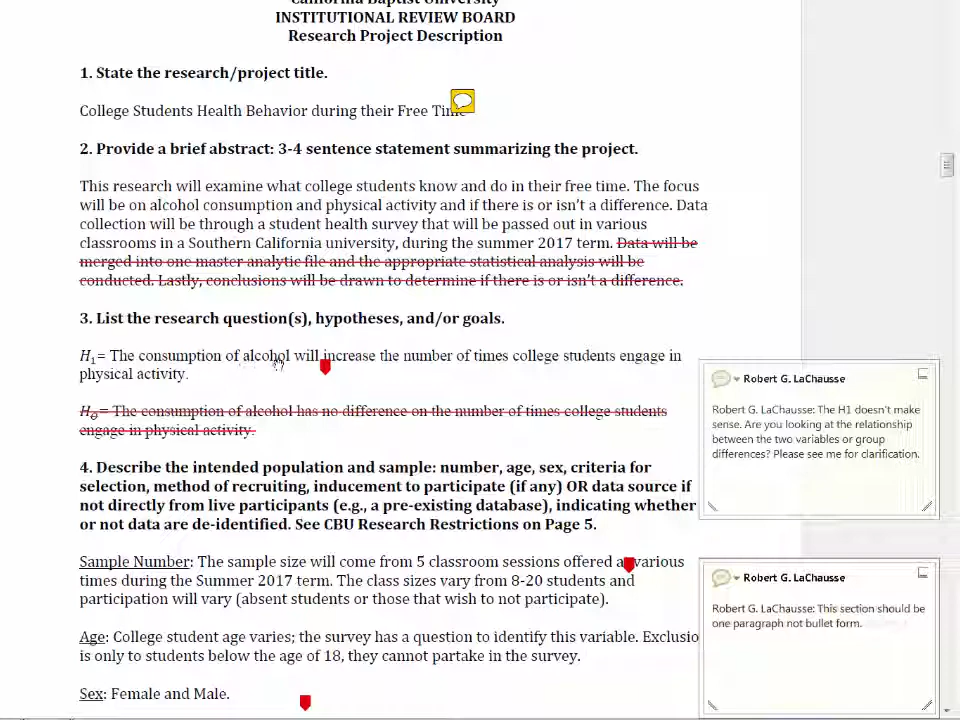 California Baptist University
INSTITUTIONAL REVIEW BOARD
Research Project Description
1. State the research/project title.
College Students Health Behavior during their Free Time
2. Provide a brief abstract: 3-4 sentence statement summarizing the project.
This research will examine what college students know and do in their free time. The focus
will be on alcohol consumption and physical activity and if there is or isn't a difference. Data
collection will be through a student health survey that will be passed out in various
classrooms in a Southern California university, during the summer 2017 term. Data will be
merged into one master analytic file and the appropriate statistical analysis will be
conducted. Lastly, conclusions will be drawn to determine if there is or isn't a difference.
3. List the research question(s), hypotheses, and/or goals.
H₁= The consumption of alcohol will increase the number of times college students engage in
physical activity.
H₀= The consumption of alcohol has no difference on the number of times college students
engage in physical activity.
4. Describe the intended population and sample: number, age, sex, criteria for
selection, method of recruiting, inducement to participate (if any) OR data source if
not directly from live participants (e.g., a pre-existing database), indicating whether
or not data are de-identified. See CBU Research Restrictions on Page 5.
Sample Number: The sample size will come from 5 classroom sessions offered various
times during the Summer 2017 term. The class sizes vary from 8-20 students and
participation will vary (absent students or those that wish to not participate).
Age: College student age varies; the survey has a question to identify this variable. Exclusio
is only to students below the age of 18, they cannot partake in the survey.
Sex: Female and Male.
Robert G. LaChausse
Robert G. LaChausse: The H1 doesn't make
sense. Are you looking at the relationship
between the two variables or group
differences? Please see me for clarification.
Robert G. LaChausse
Robert G. LaChausse: This section should be
one paragraph not bullet form.